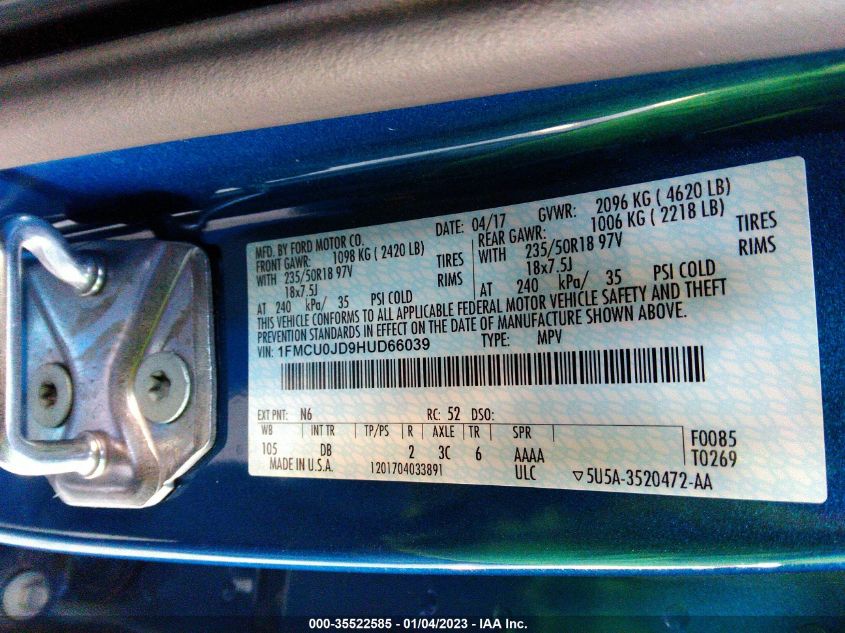 MFD. BY FORD MOTOR CO. DATE: 04/17 GVWR: 2096 KG ( 4620 LB)
FRONT GAWR: 1098 KG ( 2420 LB) REAR GAWR: 1006 KG ( 2218 LB)
WITH 235/50R18 97V TIRES WITH 235/50R18 97V TIRES
18x7.5J RIMS 18x7.5J RIMS
AT 240 kPa/ 35 PSI COLD AT 240 kPa/ 35 PSI COLD
THIS VEHICLE CONFORMS TO ALL APPLICABLE FEDERAL MOTOR VEHICLE SAFETY AND THEFT
PREVENTION STANDARDS IN EFFECT ON THE DATE OF MANUFACTURE SHOWN ABOVE.
VIN: 1FMCU0JD9HUD66039 TYPE: MPV
EXT PNT: N6 RC: 52 DSO:
WB INT TR TP/PS R AXLE TR SPR F0085
105 DB 2 3C 6 AAAA T0269
MADE IN U.S.A. 1201704033891 ULC ▽5U5A-3520472-AA
000-35522585 - 01/04/2023 - IAA Inc.